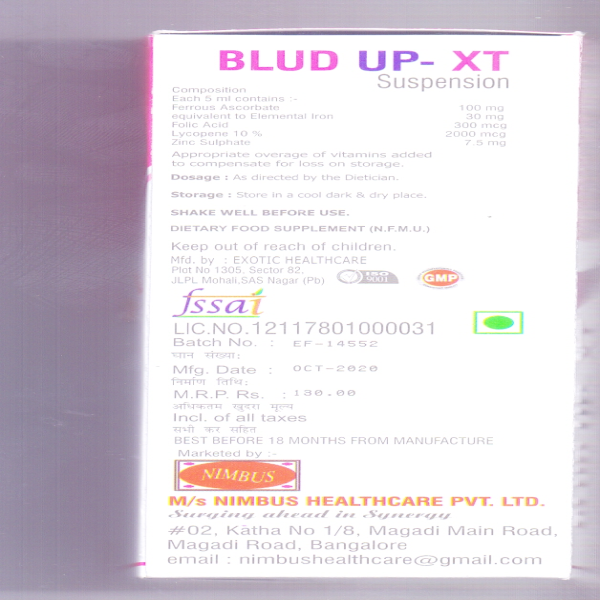 BLUD UP- XT
Suspension
Composition
Each 5 ml contains :-
Ferrous Ascorbate 100 mg
equivalent to Elemental Iron 30 mg
Folic Acid 300 mcg
Lycopene 10 % 2000 mcg
Zinc Sulphate 7.5 mg
Appropriate overage of vitamins added
to compensate for loss on storage.
Dosage : As directed by the Dietician.
Storage : Store in a cool dark & dry place.
SHAKE WELL BEFORE USE.
DIETARY FOOD SUPPLEMENT (N.F.M.U.)
Keep out of reach of children.
Mfd. by : EXOTIC HEALTHCARE
Plot No 1305, Sector 82,
JLPL Mohali,SAS Nagar (Pb)
ISO
9001
GMP
fssai
LIC.NO.12117801000031
Batch No. : EF-14552
घान संख्या:
Mfg. Date : OCT-2020
निर्माण तिथि:
M.R.P. Rs. : 130.00
अधिकतम खुदरा मूल्य
Incl. of all taxes
सभी कर सहित
BEST BEFORE 18 MONTHS FROM MANUFACTURE
Marketed by :-
NIMBUS
M/s NIMBUS HEALTHCARE PVT. LTD.
Surging ahead in Synergy
#02, Kātha No 1/8, Magadi Main Road,
Magadi Road, Bangalore
email : nimbushealthcare@gmail.com